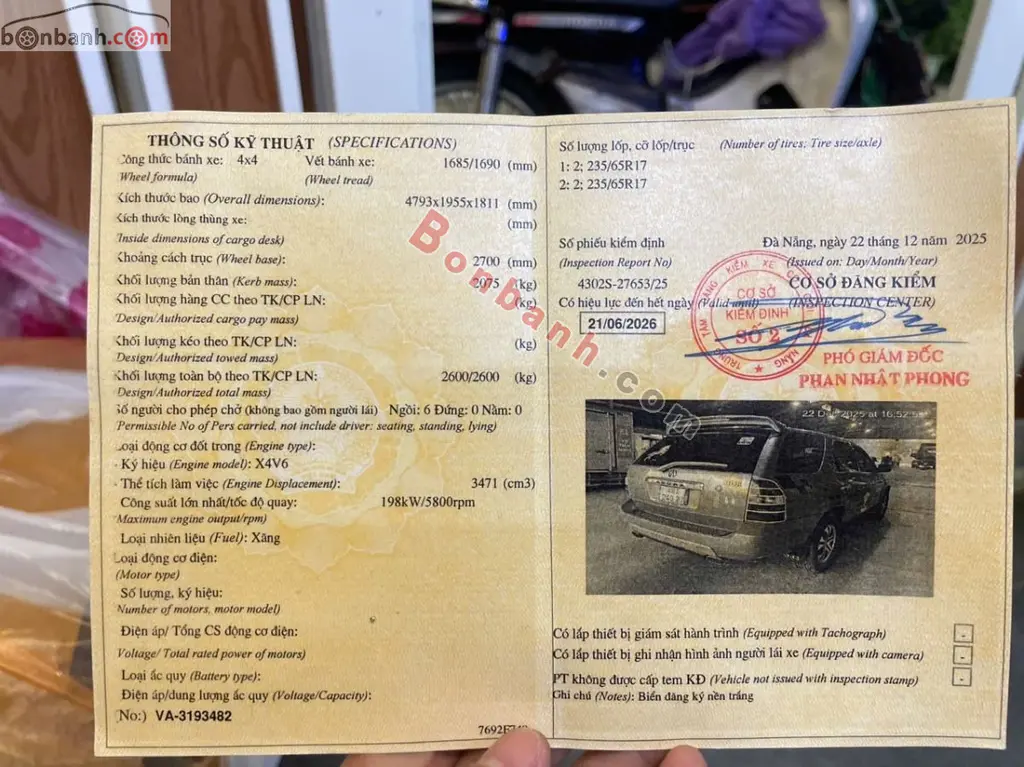 bonbanh.com
THÔNG SỐ KỸ THUẬT (SPECIFICATIONS)
Công thức bánh xe: 4x4 Vết bánh xe: 1685/1690 (mm)
(Wheel formula) (Wheel tread)
Kích thước bao (Overall dimensions): 4793x1955x1811 (mm)
Kích thước lòng thùng xe: (mm)
(Inside dimensions of cargo desk)
Khoảng cách trục (Wheel base): 2700 (mm)
Khối lượng bản thân (Kerb mass): 2075 (kg)
Khối lượng hàng CC theo TK/CP LN: (kg)
(Design/Authorized cargo pay mass)
Khối lượng kéo theo TK/CP LN: (kg)
(Design/Authorized towed mass)
Khối lượng toàn bộ theo TK/CP LN: 2600/2600 (kg)
(Design/Authorized total mass)
Số người cho phép chở (không bao gồm người lái) Ngồi: 6 Đứng: 0 Nằm: 0
(Permissible No of Pers carried, not include driver: seating, standing, lying)
Loại động cơ đốt trong (Engine type):
- Ký hiệu (Engine model): X4V6
- Thể tích làm việc (Engine Displacement): 3471 (cm3)
Công suất lớn nhất/tốc độ quay: 198kW/5800rpm
(Maximum engine output/rpm)
Loại nhiên liệu (Fuel): Xăng
Loại động cơ điện:
(Motor type)
Số lượng, ký hiệu:
(Number of motors, motor model)
Điện áp/ Tổng CS động cơ điện:
(Voltage/ Total rated power of motors)
Loại ắc quy (Battery type):
Điện áp/dung lượng ắc quy (Voltage/Capacity):
(No:) VA-3193482
Số lượng lốp, cỡ lốp/trục (Number of tires; Tire size/axle)
1: 2; 235/65R17
2: 2; 235/65R17
Số phiếu kiểm định Đà Nẵng, ngày 22 tháng 12 năm 2025
(Inspection Report No) (Issued on: Day/Month/Year)
4302S-27653/25 CƠ SỞ ĐĂNG KIỂM
Có hiệu lực đến hết ngày (Valid until) (INSPECTION CENTER)
21/06/2026
CƠ SỞ
KIỂM ĐỊNH
SỐ 2
PHÓ GIÁM ĐỐC
PHAN NHẬT PHONG
Bonbanh.com
Có lắp thiết bị giám sát hành trình (Equipped with Tachograph) -
Có lắp thiết bị ghi nhận hình ảnh người lái xe (Equipped with camera) -
PT không được cấp tem KĐ (Vehicle not issued with inspection stamp) -
Ghi chú (Notes): Biển đăng ký nền trắng